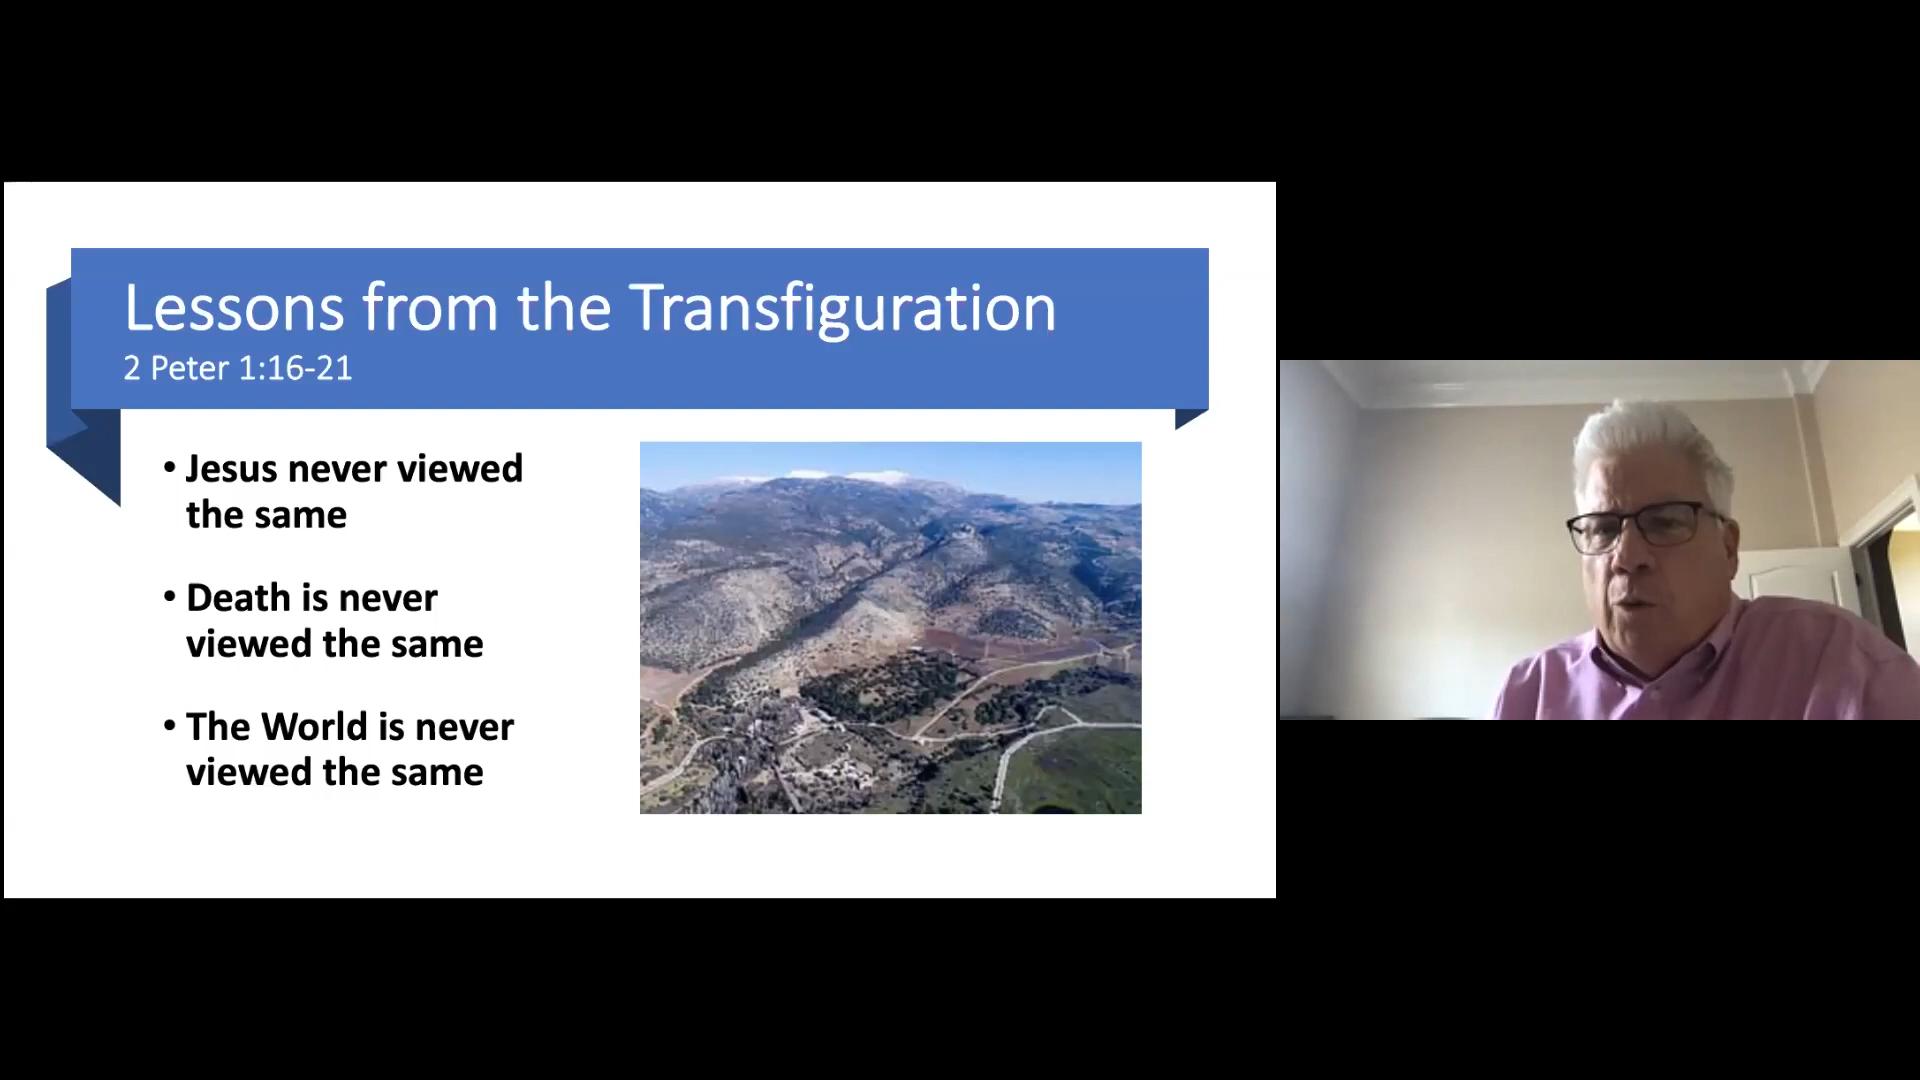 Lessons from the Transfiguration
2 Peter 1:16-21
• Jesus never viewed
the same
• Death is never
viewed the same
• The World is never
viewed the same